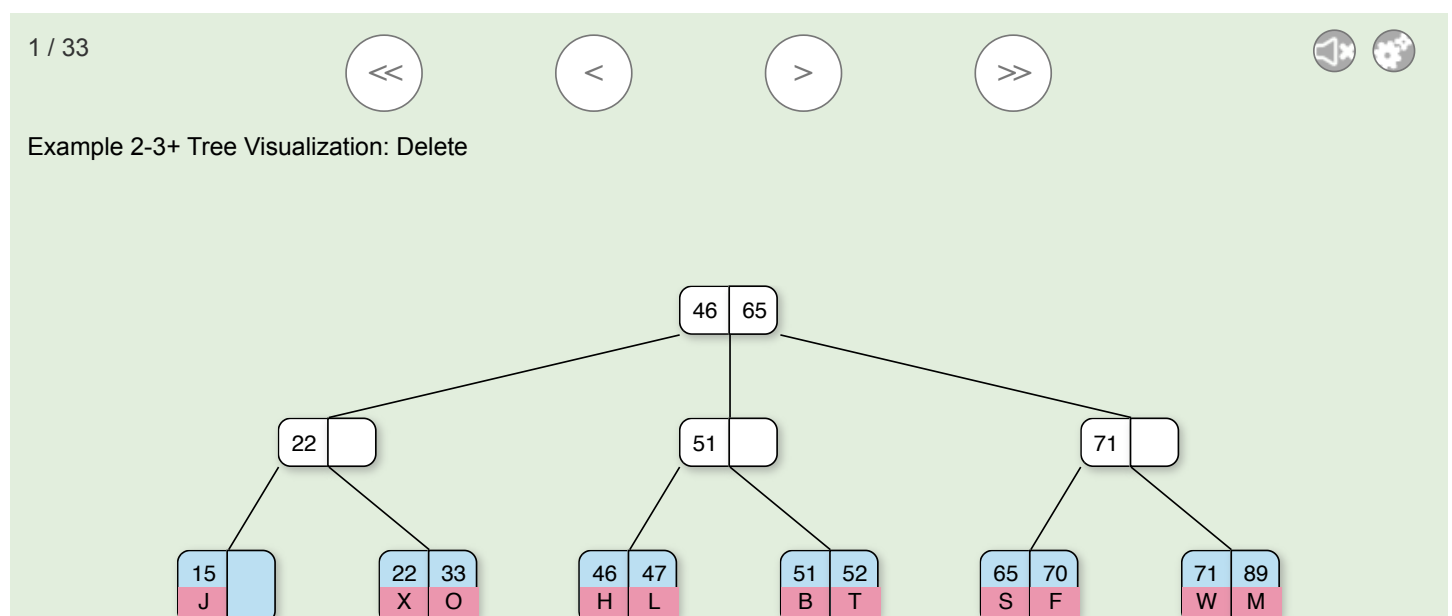 1 / 33
<< < > >>
Example 2-3+ Tree Visualization: Delete
46 65
22 51 71
15 22 33 46 47 51 52 65 70 71 89
J X O H L B T S F W M